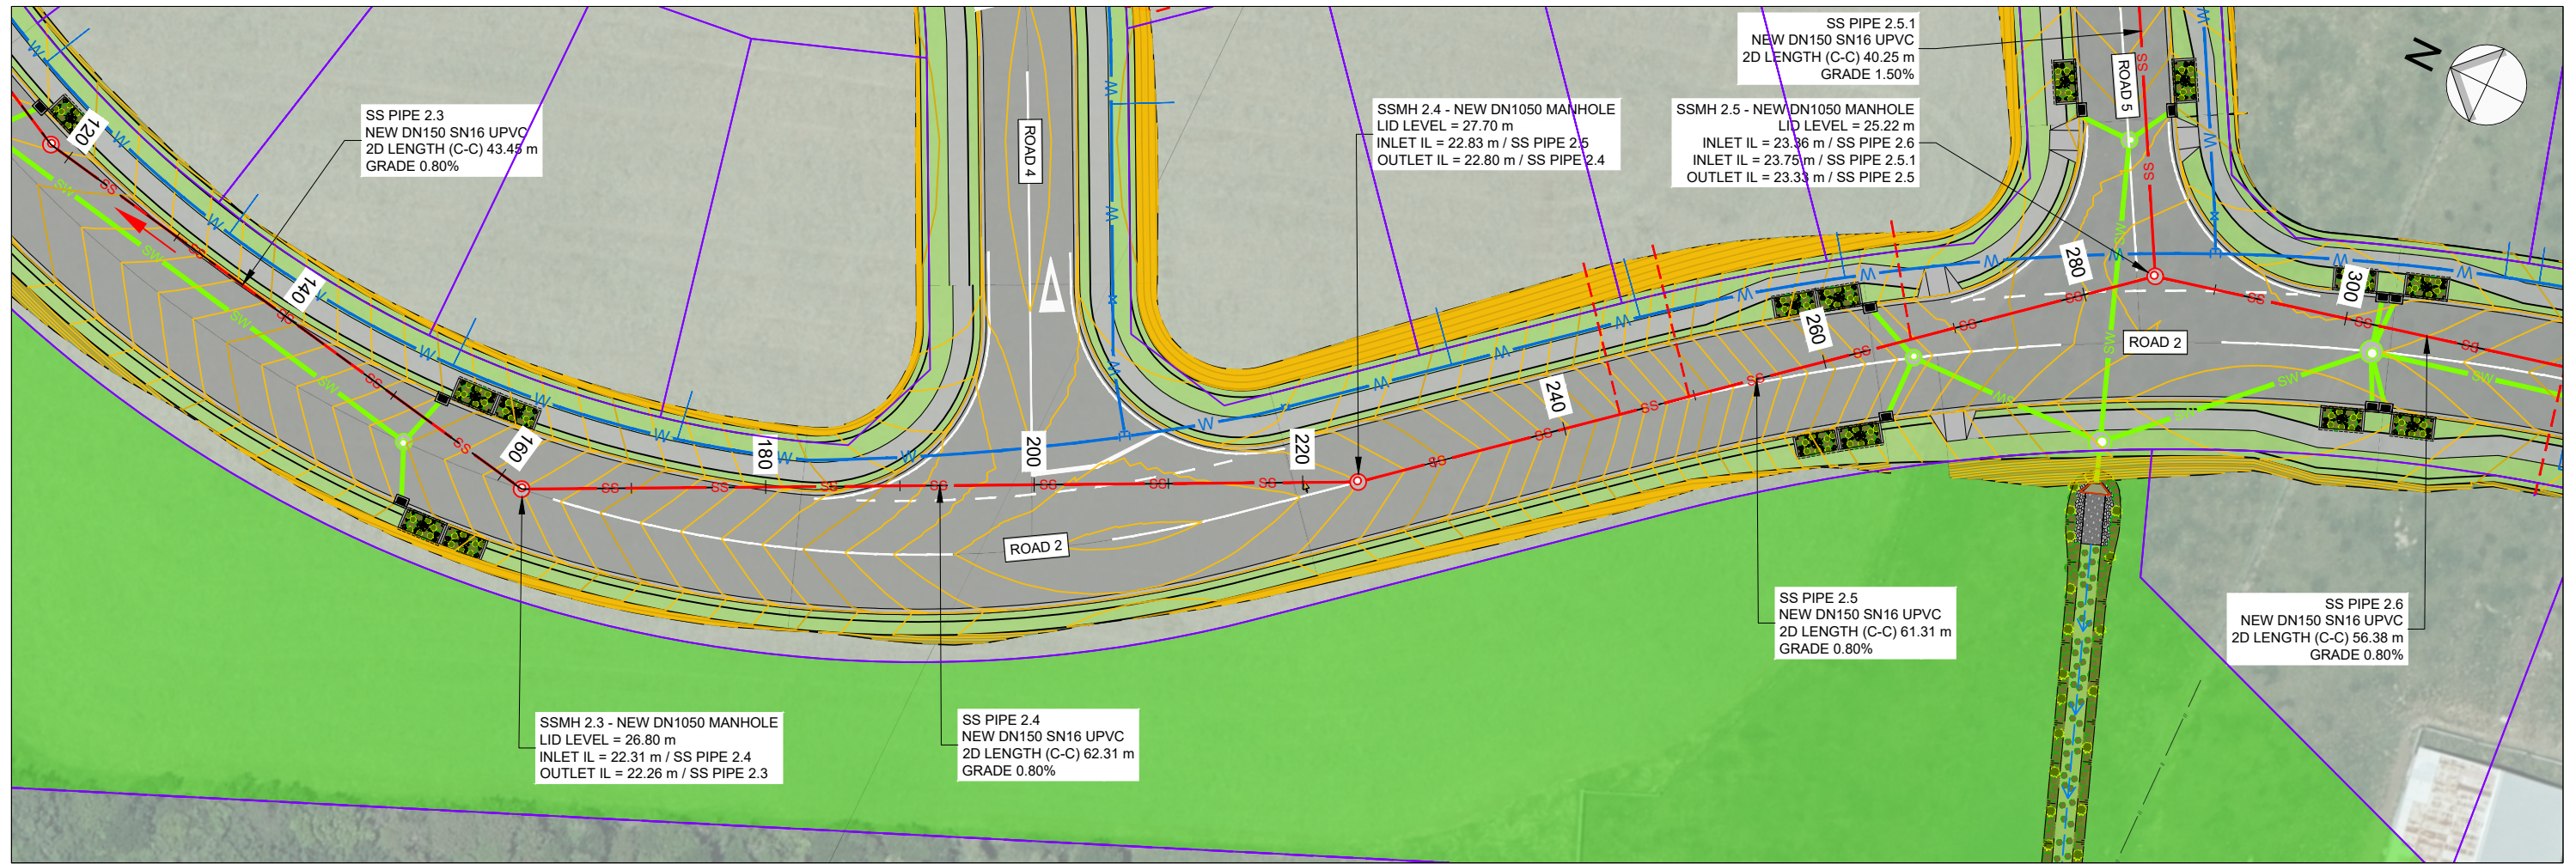 SS PIPE 2.5.1
NEW DN150 SN16 UPVC
2D LENGTH (C-C) 40.25 m
GRADE 1.50%
N
SS PIPE 2.3
NEW DN150 SN16 UPVC
2D LENGTH (C-C) 43.45 m
GRADE 0.80%
SSMH 2.4 - NEW DN1050 MANHOLE
LID LEVEL = 27.70 m
INLET IL = 22.83 m / SS PIPE 2.5
OUTLET IL = 22.80 m / SS PIPE 2.4
SSMH 2.5 - NEW DN1050 MANHOLE
LID LEVEL = 25.22 m
INLET IL = 23.36 m / SS PIPE 2.6
INLET IL = 23.75 m / SS PIPE 2.5.1
OUTLET IL = 23.33 m / SS PIPE 2.5
ROAD 4
ROAD 5
120
140
160
180
200
220
240
260
280
300
ROAD 2
ROAD 2
SS PIPE 2.5
NEW DN150 SN16 UPVC
2D LENGTH (C-C) 61.31 m
GRADE 0.80%
SS PIPE 2.6
NEW DN150 SN16 UPVC
2D LENGTH (C-C) 56.38 m
GRADE 0.80%
SSMH 2.3 - NEW DN1050 MANHOLE
LID LEVEL = 26.80 m
INLET IL = 22.31 m / SS PIPE 2.4
OUTLET IL = 22.26 m / SS PIPE 2.3
SS PIPE 2.4
NEW DN150 SN16 UPVC
2D LENGTH (C-C) 62.31 m
GRADE 0.80%
W
SS
SW